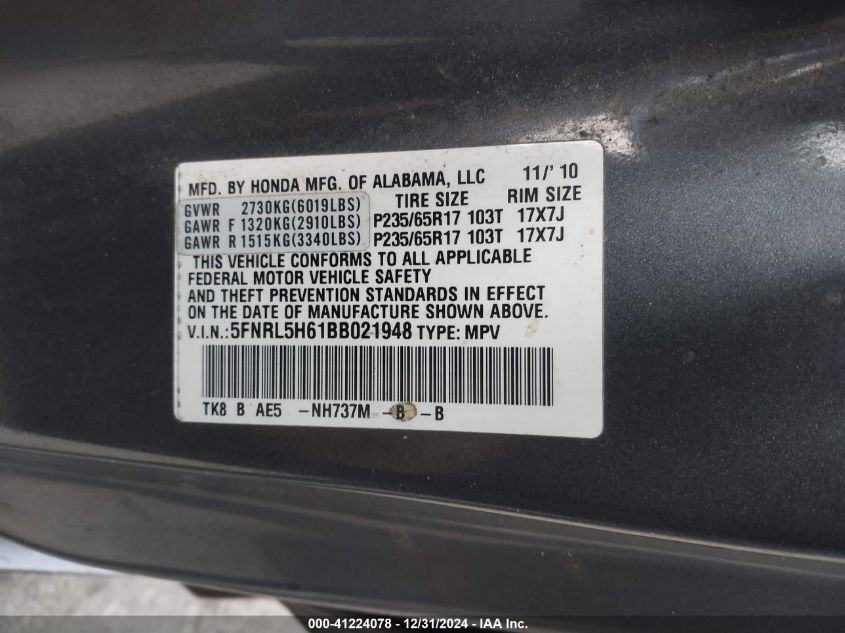 MFD. BY HONDA MFG. OF ALABAMA, LLC 11/' 10
TIRE SIZE RIM SIZE
GVWR 2730KG(6019LBS)
GAWR F 1320KG(2910LBS) P235/65R17 103T 17X7J
GAWR R 1515KG(3340LBS) P235/65R17 103T 17X7J
THIS VEHICLE CONFORMS TO ALL APPLICABLE
FEDERAL MOTOR VEHICLE SAFETY
AND THEFT PREVENTION STANDARDS IN EFFECT
ON THE DATE OF MANUFACTURE SHOWN ABOVE.
V.I.N.:5FNRL5H61BB021948 TYPE: MPV
TK8 B AE5 -NH737M -B -B
000-41224078 - 12/31/2024 - IAA Inc.